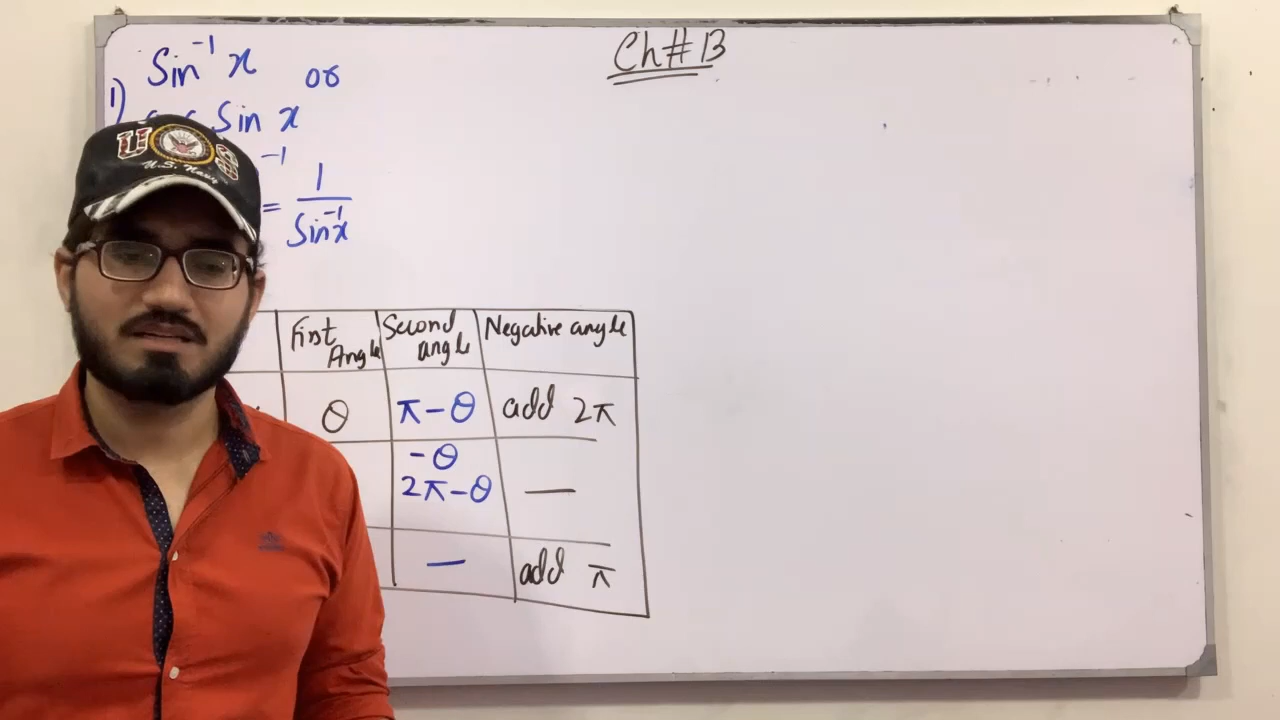 Ch# 13
Sin⁻¹ x or
1) Sin x
-1
= 1/Sin⁻¹x
U S
U.S. Navy
First Angle | Second angle | Negative angle
θ | π-θ | add 2π
-θ
2π-θ | —
— | add π